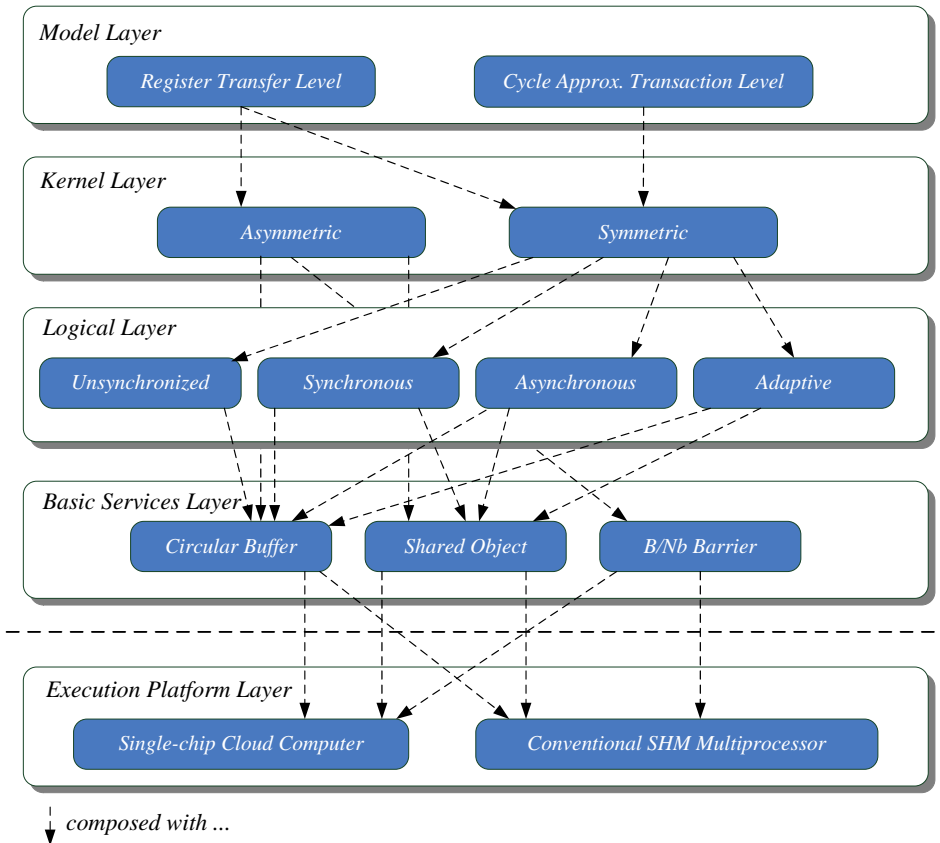 Model Layer
Register Transfer Level
Cycle Approx. Transaction Level
Kernel Layer
Asymmetric
Symmetric
Logical Layer
Unsynchronized
Synchronous
Asynchronous
Adaptive
Basic Services Layer
Circular Buffer
Shared Object
B/Nb Barrier
Execution Platform Layer
Single-chip Cloud Computer
Conventional SHM Multiprocessor
composed with ...